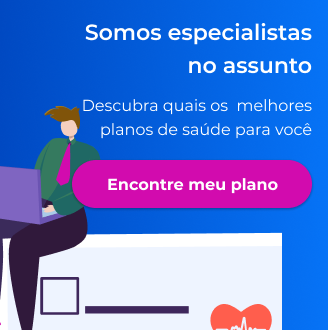 Somos especialistas
no assunto
Descubra quais os melhores
planos de saúde para você
Encontre meu plano